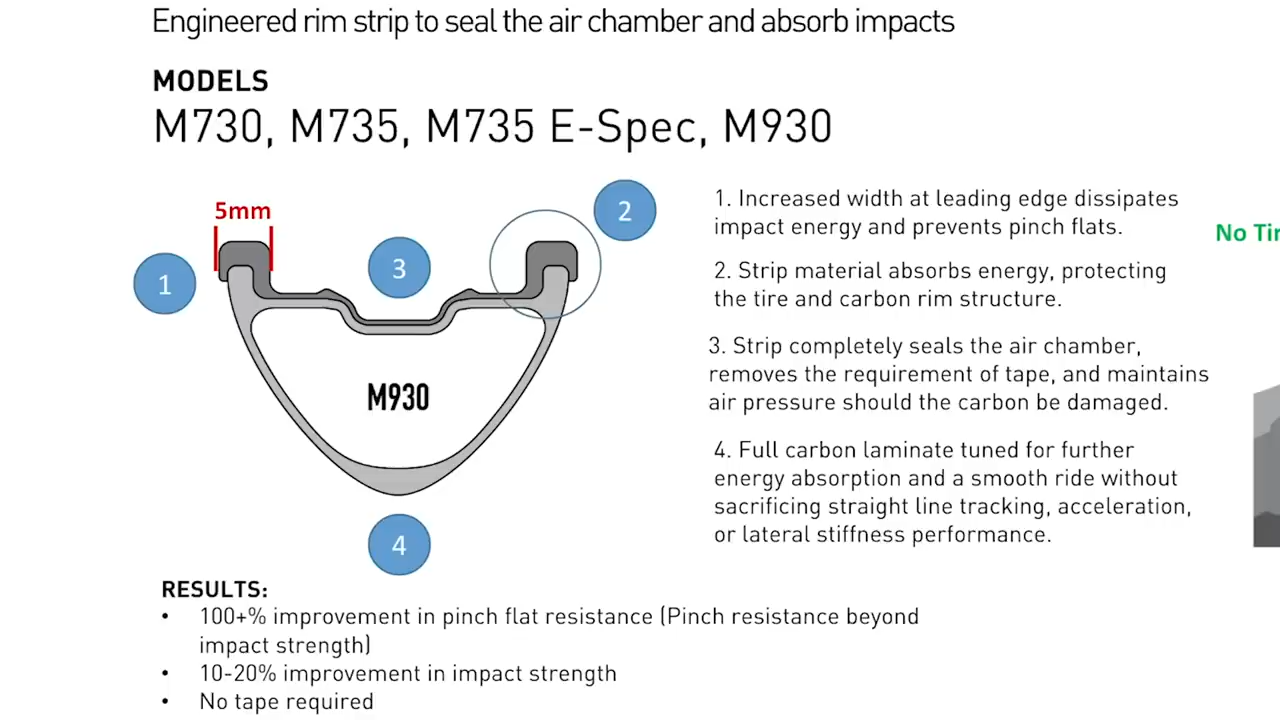 Engineered rim strip to seal the air chamber and absorb impacts
MODELS
M730, M735, M735 E-Spec, M930
5mm
1
2
3
M930
4
1. Increased width at leading edge dissipates
impact energy and prevents pinch flats.
2. Strip material absorbs energy, protecting
the tire and carbon rim structure.
3. Strip completely seals the air chamber,
removes the requirement of tape, and maintains
air pressure should the carbon be damaged.
4. Full carbon laminate tuned for further
energy absorption and a smooth ride without
sacrificing straight line tracking, acceleration,
or lateral stiffness performance.
No
RESULTS:
• 100+% improvement in pinch flat resistance (Pinch resistance beyond
impact strength)
• 10-20% improvement in impact strength
• No tape required